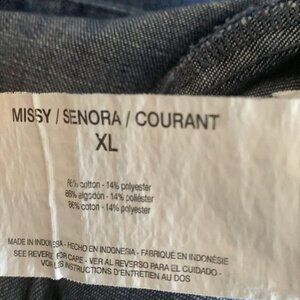 MISSY / SENORA / COURANT
XL
86% cotton - 14% polyester
86% algodón - 14% poliéster
86% coton - 14% polyester
MADE IN INDONESIA - HECHO EN INDONESIA - FABRIQUÉ EN INDONÉSIE
SEE REVERSE FOR CARE - VER AL REVERSO PARA EL CUIDADO -
VOIR LES INSTRUCTIONS D'ENTRETIEN AU DOS